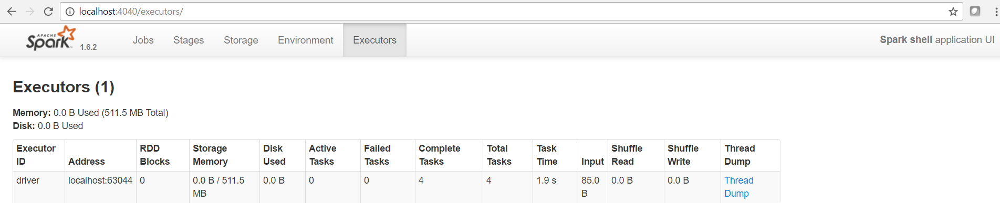 localhost:4040/executors/
APACHE
Spark 1.6.2 Jobs Stages Storage Environment Executors Spark shell application UI
Executors (1)
Memory: 0.0 B Used (511.5 MB Total)
Disk: 0.0 B Used
Executor RDD Storage Disk Active Failed Complete Total Task Shuffle Shuffle Thread
ID Address Blocks Memory Used Tasks Tasks Tasks Tasks Time Input Read Write Dump
driver localhost:63044 0 0.0 B / 511.5 0.0 B 0 0 4 4 1.9 s 85.0 0.0 B 0.0 B Thread
MB B Dump